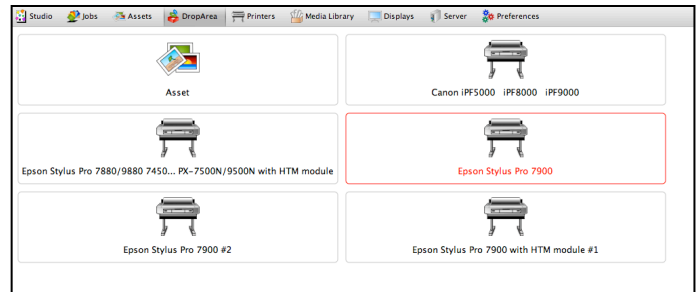 Studio Jobs Assets DropArea Printers Media Library Displays Server Preferences
Asset
Canon iPF5000 iPF8000 iPF9000
Epson Stylus Pro 7880/9880 7450... PX-7500N/9500N with HTM module
Epson Stylus Pro 7900
Epson Stylus Pro 7900 #2
Epson Stylus Pro 7900 with HTM module #1